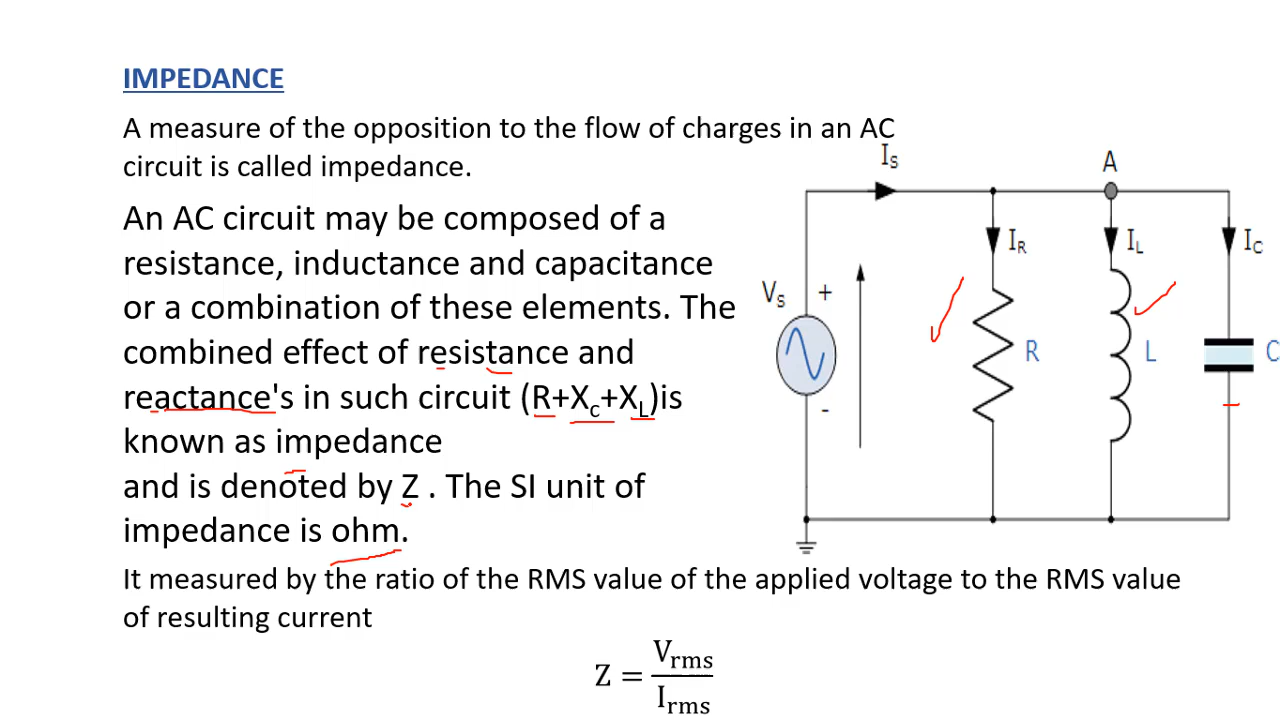 IMPEDANCE
A measure of the opposition to the flow of charges in an AC
circuit is called impedance.
An AC circuit may be composed of a
resistance, inductance and capacitance
or a combination of these elements. The
combined effect of resistance and
reactance's in such circuit (R+Xc+XL)is
known as impedance
and is denoted by Z . The SI unit of
impedance is ohm.
It measured by the ratio of the RMS value of the applied voltage to the RMS value
of resulting current
Z = Vrms / Irms
IS
A
IR
IL
IC
VS
+
-
R
L
C